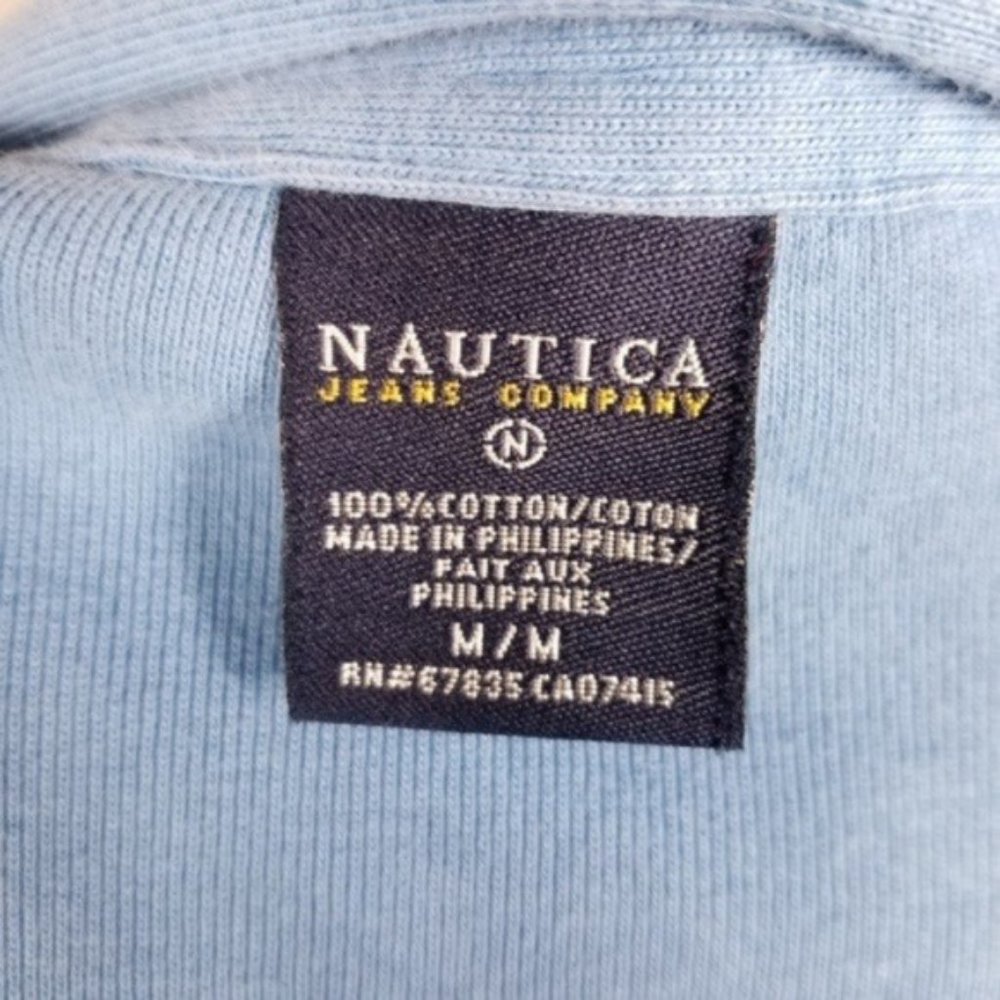 NAUTICA
JEANS COMPANY
N
100% COTTON/COTON
MADE IN PHILIPPINES/
FAIT AUX
PHILIPPINES
M/M
RN#67835 CA07415